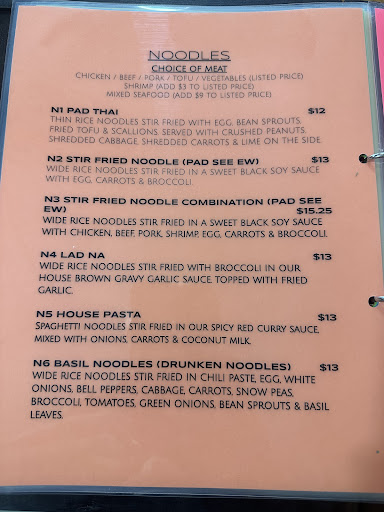 NOODLES
CHOICE OF MEAT
CHICKEN / BEEF / PORK / TOFU / VEGETABLES (LISTED PRICE)
SHRIMP (ADD $3 TO LISTED PRICE)
MIXED SEAFOOD (ADD $9 TO LISTED PRICE)
N1 PAD THAI $12
THIN RICE NOODLES STIR FRIED WITH EGG, BEAN SPROUTS,
FRIED TOFU & SCALLIONS. SERVED WITH CRUSHED PEANUTS,
SHREDDED CABBAGE, SHREDDED CARROTS & LIME ON THE SIDE.
N2 STIR FRIED NOODLE (PAD SEE EW) $13
WIDE RICE NOODLES STIR FRIED IN A SWEET BLACK SOY SAUCE
WITH EGG, CARROTS & BROCCOLI.
N3 STIR FRIED NOODLE COMBINATION (PAD SEE
EW) $15.25
WIDE RICE NOODLES STIR FRIED IN A SWEET BLACK SOY SAUCE
WITH CHICKEN, BEEF, PORK, SHRIMP, EGG, CARROTS & BROCCOLI.
N4 LAD NA $13
WIDE RICE NOODLES STIR FRIED WITH BROCCOLI IN OUR
HOUSE BROWN GRAVY GARLIC SAUCE, TOPPED WITH FRIED
GARLIC.
N5 HOUSE PASTA $13
SPAGHETTI NOODLES STIR FRIED IN OUR SPICY RED CURRY SAUCE,
MIXED WITH ONIONS, CARROTS & COCONUT MILK.
N6 BASIL NOODLES (DRUNKEN NOODLES) $13
WIDE RICE NOODLES STIR FRIED IN CHILI PASTE, EGG, WHITE
ONIONS, BELL PEPPERS, CABBAGE, CARROTS, SNOW PEAS,
BROCCOLI, TOMATOES, GREEN ONIONS, BEAN SPROUTS & BASIL
LEAVES.